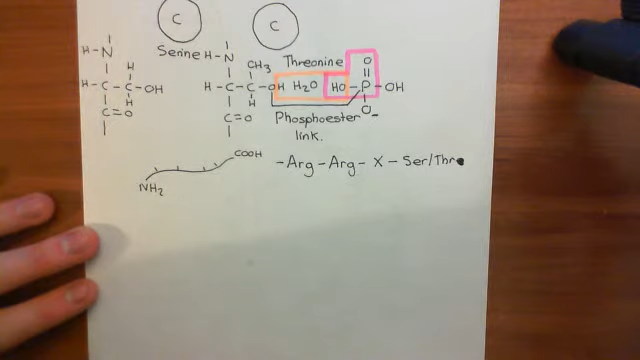 C C
Serine Threonine
H-N H-N CH₃ O
H
H-C-C-OH H-C-C-OH H₂O HO-P-OH
H H
C=O C=O Phosphoester O-
link.
COOH -Arg-Arg-X-Ser/Thr
NH₂